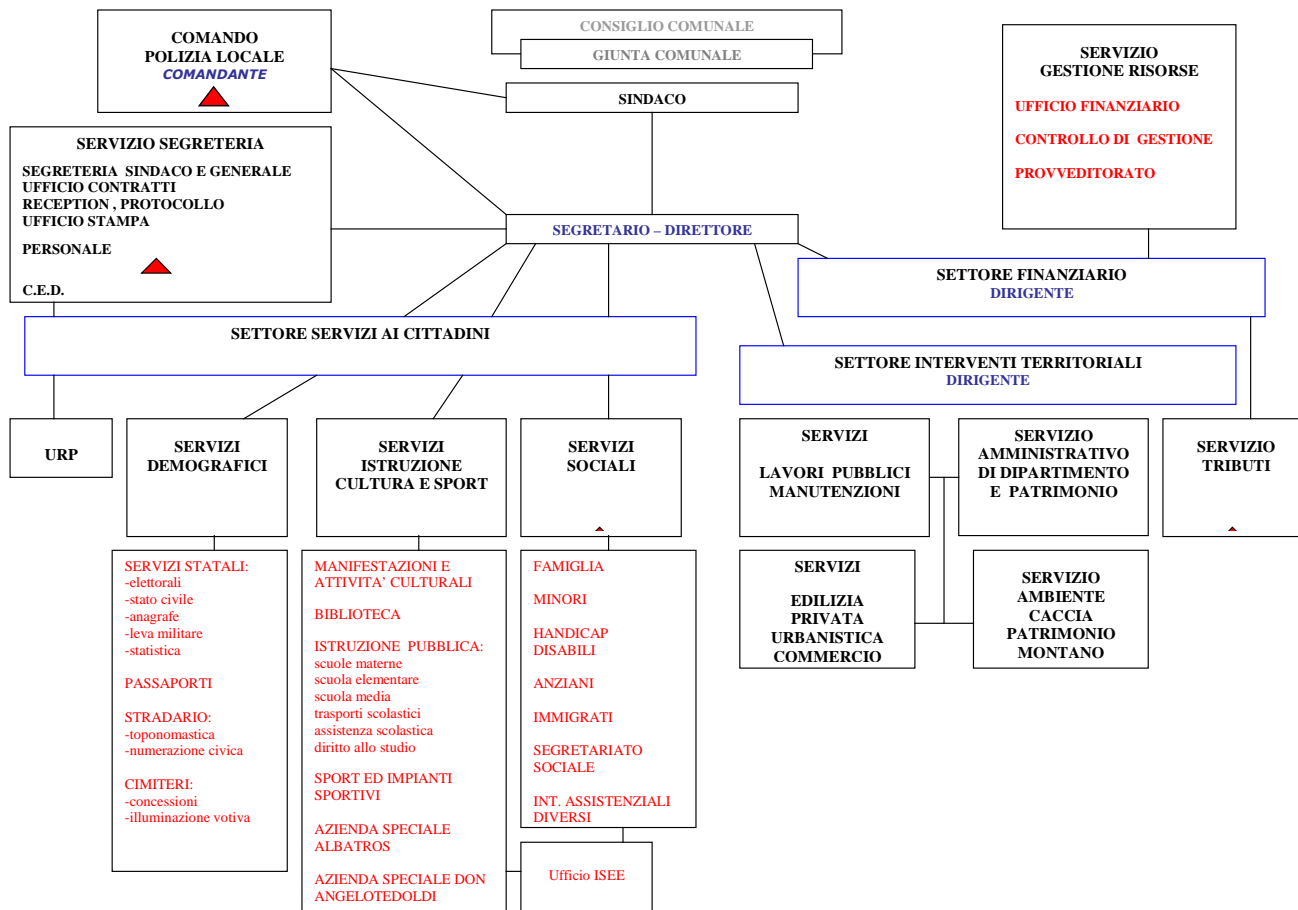 COMANDO
POLIZIA LOCALE
COMANDANTE
CONSIGLIO COMUNALE
GIUNTA COMUNALE
SINDACO
SERVIZIO
GESTIONE RISORSE
UFFICIO FINANZIARIO
CONTROLLO DI GESTIONE
PROVVEDITORATO
SERVIZIO SEGRETERIA
SEGRETERIA SINDACO E GENERALE
UFFICIO CONTRATTI
RECEPTION , PROTOCOLLO
UFFICIO STAMPA
PERSONALE
C.E.D.
SEGRETARIO – DIRETTORE
SETTORE FINANZIARIO
DIRIGENTE
SETTORE SERVIZI AI CITTADINI
SETTORE INTERVENTI TERRITORIALI
DIRIGENTE
URP
SERVIZI
DEMOGRAFICI
SERVIZI
ISTRUZIONE
CULTURA E SPORT
SERVIZI
SOCIALI
SERVIZI
LAVORI PUBBLICI
MANUTENZIONI
SERVIZIO
AMMINISTRATIVO
DI DIPARTIMENTO
E PATRIMONIO
SERVIZIO
TRIBUTI
SERVIZI STATALI:
-elettorali
-stato civile
-anagrafe
-leva militare
-statistica
PASSAPORTI
STRADARIO:
-toponomastica
-numerazione civica
CIMITERI:
-concessioni
-illuminazione votiva
MANIFESTAZIONI E
ATTIVITA’ CULTURALI
BIBLIOTECA
ISTRUZIONE PUBBLICA:
scuole materne
scuola elementare
scuola media
trasporti scolastici
assistenza scolastica
diritto allo studio
SPORT ED IMPIANTI
SPORTIVI
AZIENDA SPECIALE
ALBATROS
AZIENDA SPECIALE DON
ANGELOTEDOLDI
FAMIGLIA
MINORI
HANDICAP
DISABILI
ANZIANI
IMMIGRATI
SEGRETARIATO
SOCIALE
INT. ASSISTENZIALI
DIVERSI
Ufficio ISEE
SERVIZI
EDILIZIA
PRIVATA
URBANISTICA
COMMERCIO
SERVIZIO
AMBIENTE
CACCIA
PATRIMONIO
MONTANO